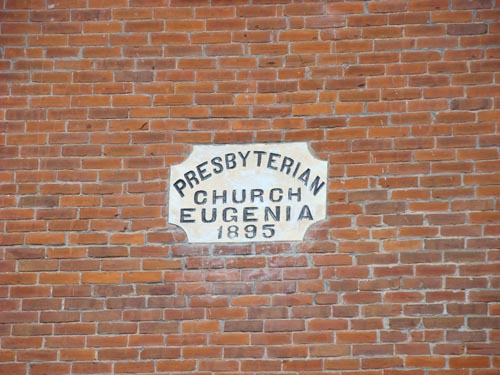 PRESBYTERIAN
CHURCH
EUGENIA
1895